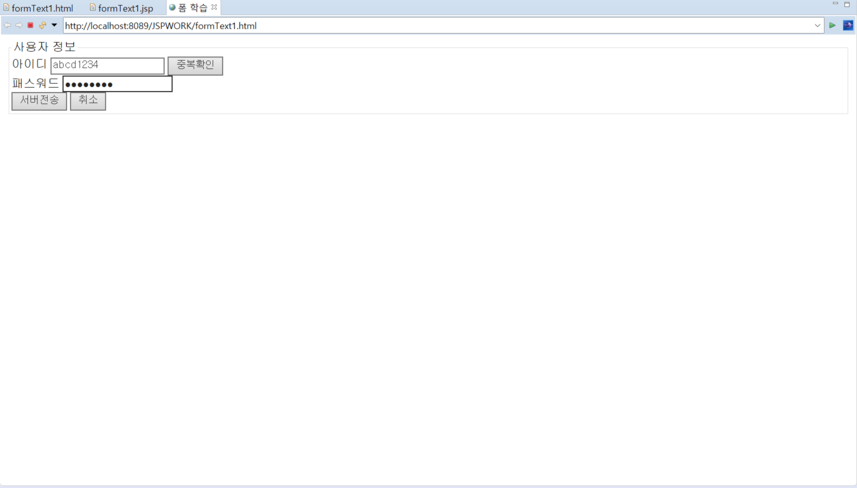 formText1.html formText1.jsp 폼 학습
http://localhost:8089/JSPWORK/formText1.html
사용자 정보
아이디 abcd1234 중복확인
패스워드 ●●●●●●●●
서버전송 취소